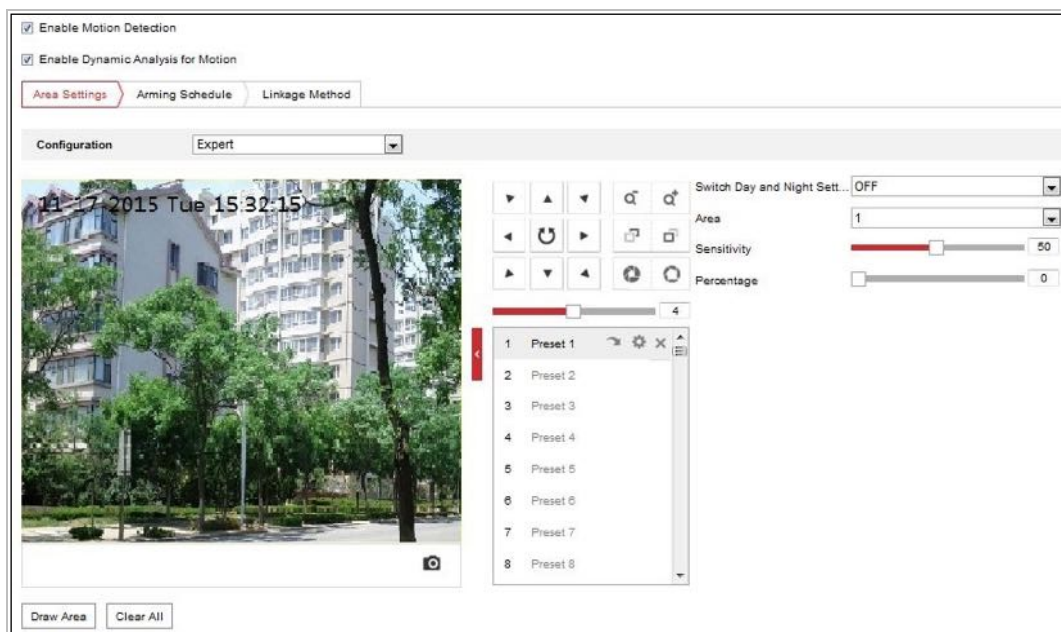 Enable Motion Detection
Enable Dynamic Analysis for Motion
Area Settings Arming Schedule Linkage Method
Configuration Expert
11-17-2015 Tue 15:32:15
Switch Day and Night Sett... OFF
Area 1
Sensitivity 50
Percentage 0
4
1 Preset 1
2 Preset 2
3 Preset 3
4 Preset 4
5 Preset 5
6 Preset 6
7 Preset 7
8 Preset 8
Draw Area Clear All